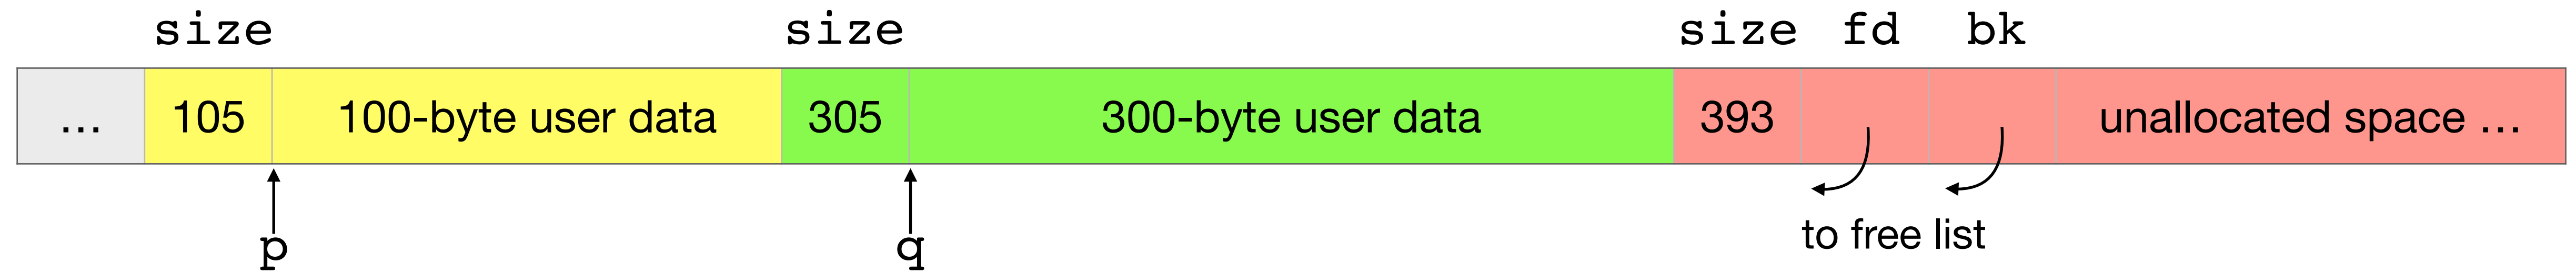 size size size fd bk
… 105 100-byte user data 305 300-byte user data 393 unallocated space …
to free list
p q